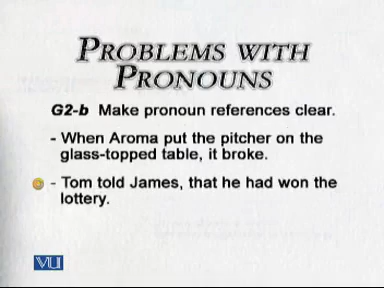 PROBLEMS WITH
PRONOUNS
G2-b Make pronoun references clear.
- When Aroma put the pitcher on the
glass-topped table, it broke.
- Tom told James, that he had won the
lottery.
VU